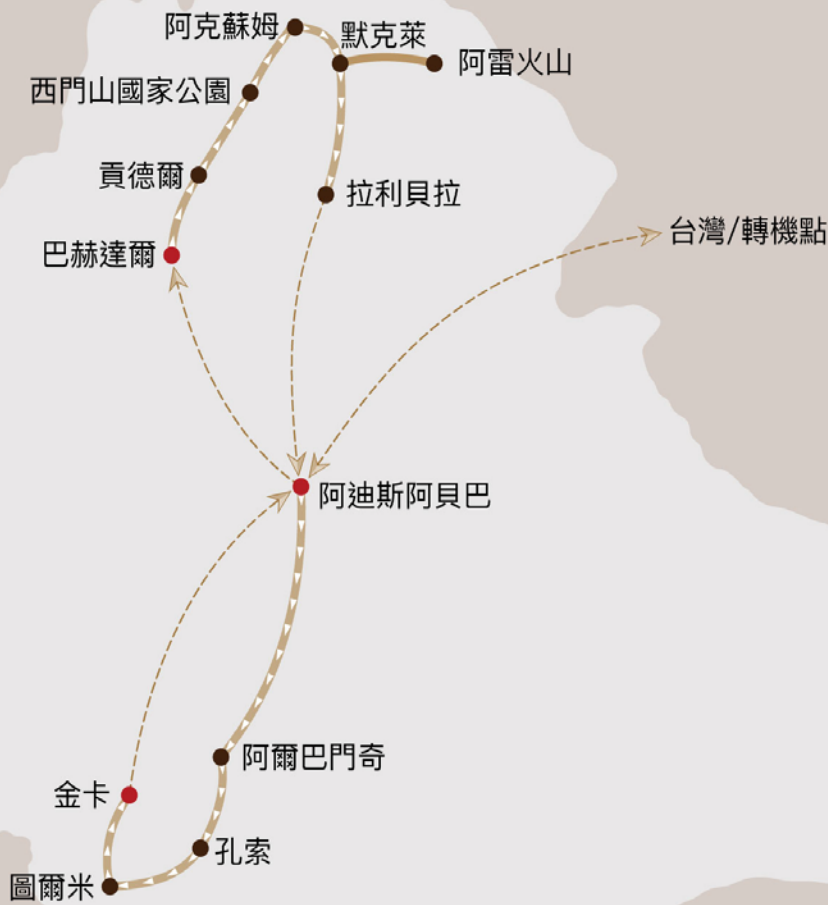 阿克蘇姆
默克萊
阿雷火山
西門山國家公園
貢德爾
拉利貝拉
巴赫達爾
台灣/轉機點
阿迪斯阿貝巴
阿爾巴門奇
金卡
孔索
圖爾米